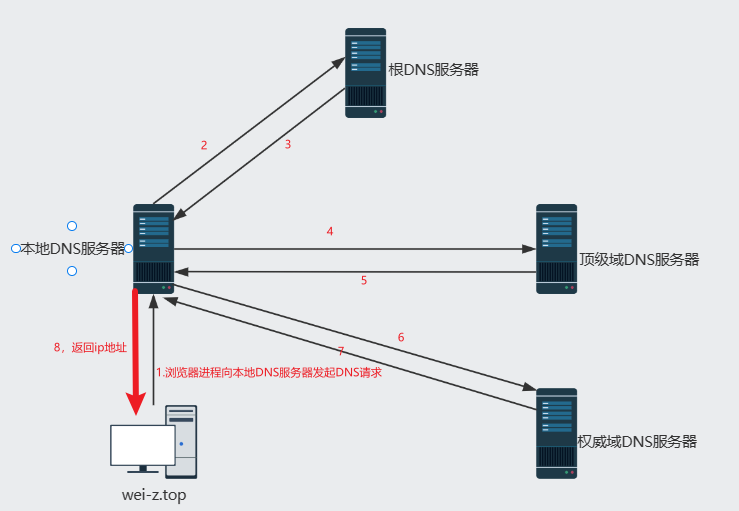 根DNS服务器
2
3
本地DNS服务器
4
顶级域DNS服务器
5
6
8，返回ip地址
7
1.浏览器进程向本地DNS服务器发起DNS请求
权威域DNS服务器
wei-z.top